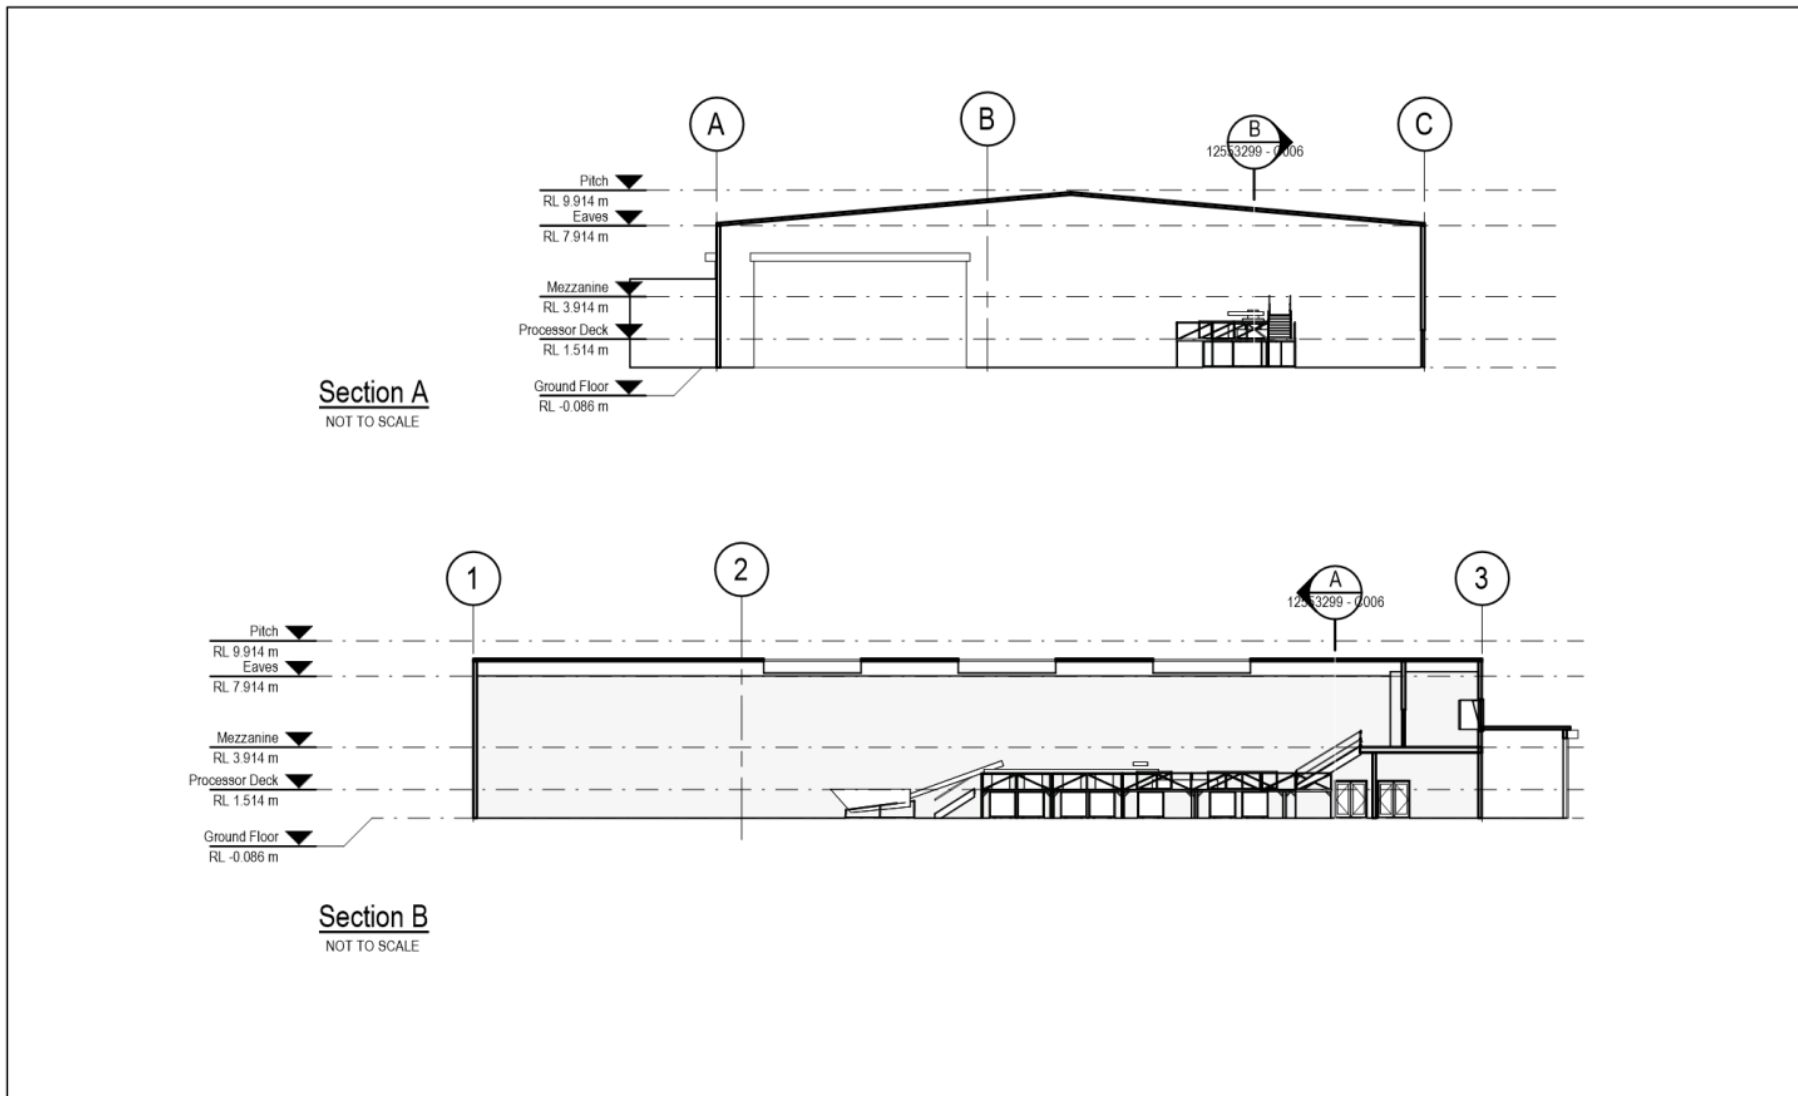 A
B
B
12553299 - C006
C
Pitch
RL 9.914 m
Eaves
RL 7.914 m
Mezzanine
RL 3.914 m
Processor Deck
RL 1.514 m
Ground Floor
RL -0.086 m
Section A
NOT TO SCALE
1
2
A
12553299 - C006
3
Pitch
RL 9.914 m
Eaves
RL 7.914 m
Mezzanine
RL 3.914 m
Processor Deck
RL 1.514 m
Ground Floor
RL -0.086 m
Section B
NOT TO SCALE